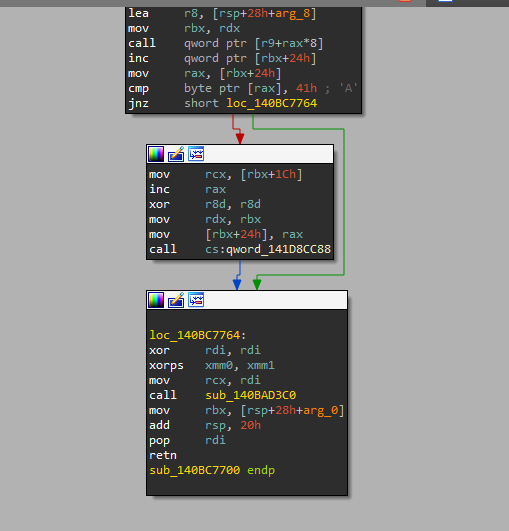 lea r8, [rsp+28h+arg_8]
mov rbx, rdx
call qword ptr [r9+rax*8]
inc qword ptr [rbx+24h]
mov rax, [rbx+24h]
cmp byte ptr [rax], 41h ; 'A'
jnz short loc_140BC7764
mov rcx, [rbx+1Ch]
inc rax
xor r8d, r8d
mov rdx, rbx
mov [rbx+24h], rax
call cs:qword_141D8CC88
loc_140BC7764:
xor rdi, rdi
xorps xmm0, xmm1
mov rcx, rdi
call sub_140BAD3C0
mov rbx, [rsp+28h+arg_0]
add rsp, 20h
pop rdi
retn
sub_140BC7700 endp